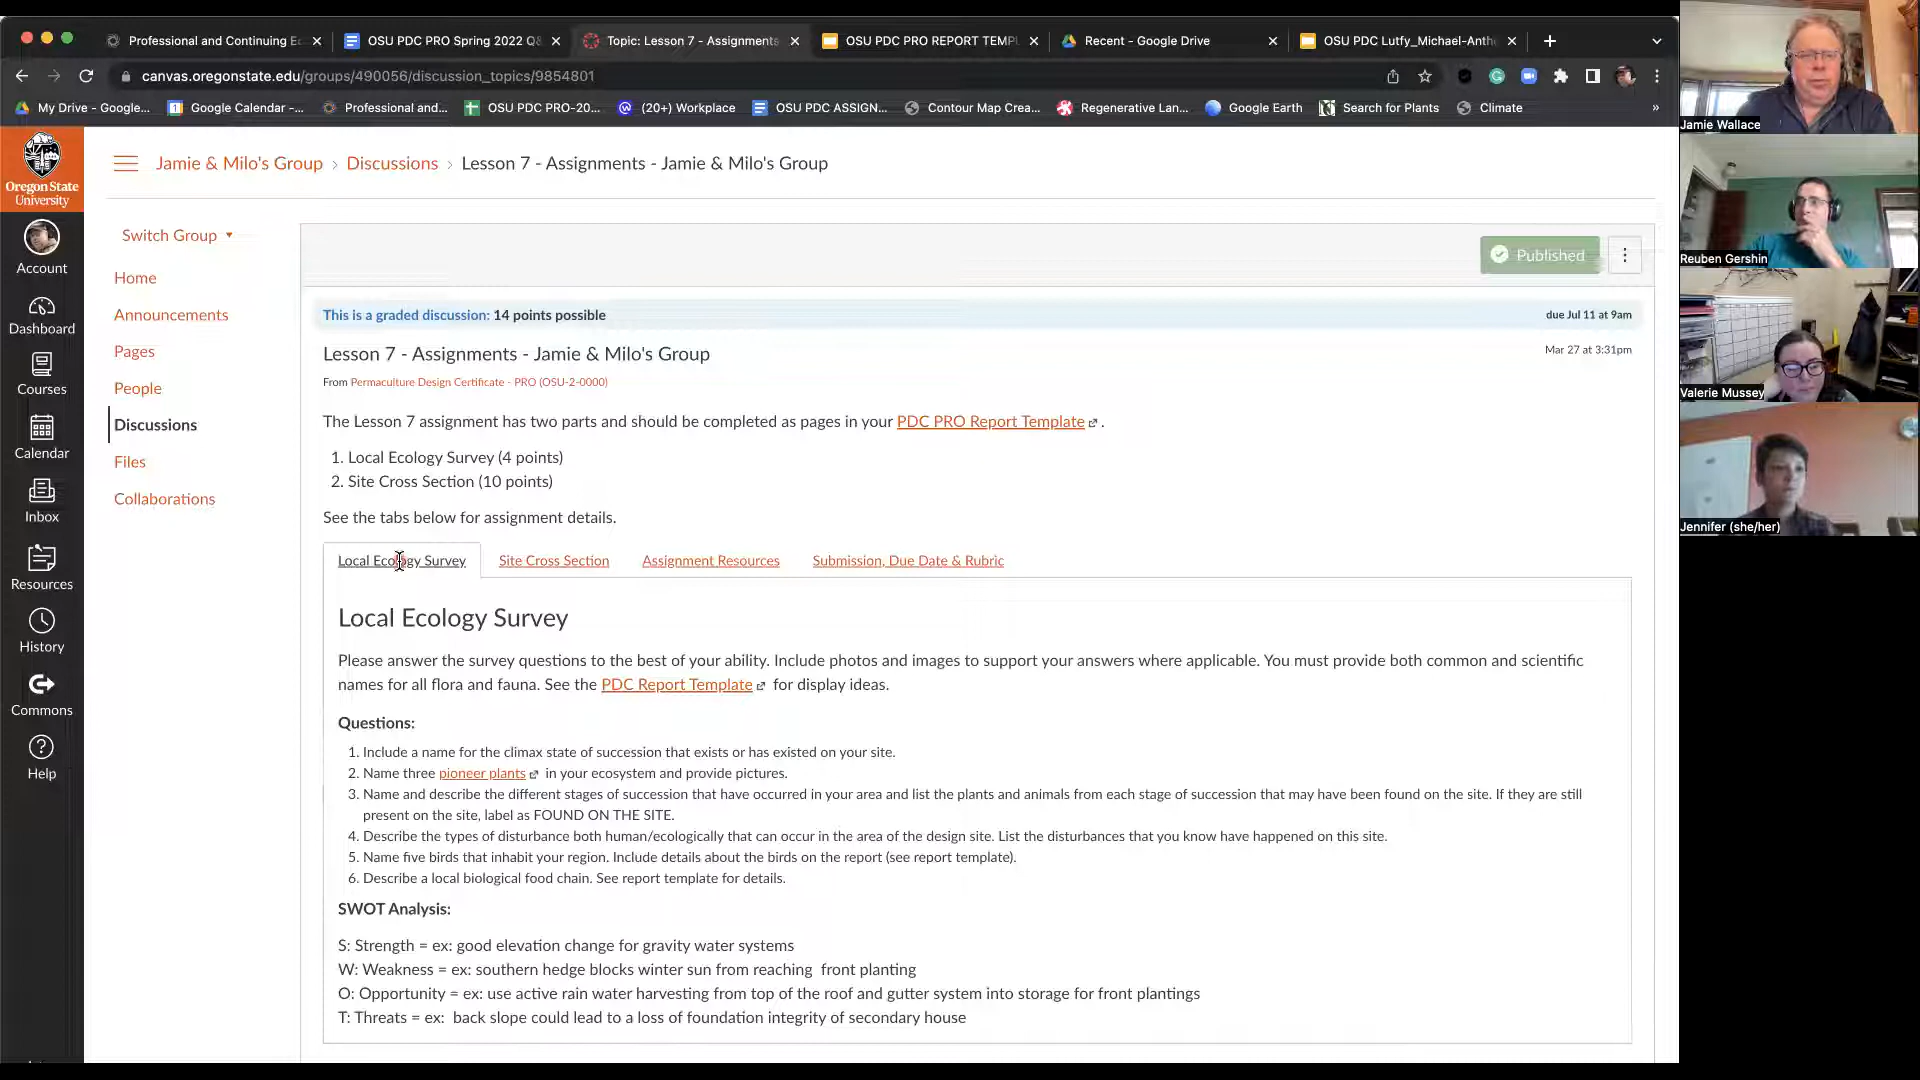 Professional and Continuing E
OSU PDC PRO Spring 2022 Q&
Topic: Lesson 7 - Assignments
OSU PDC PRO REPORT TEMPL
Recent - Google Drive
OSU PDC Lutfy_Michael-Anth
canvas.oregonstate.edu/groups/490056/discussion_topics/9854801
My Drive - Google...
Google Calendar -...
Professional and...
OSU PDC PRO-20...
(20+) Workplace
OSU PDC ASSIGN...
Contour Map Crea...
Regenerative Lan...
Google Earth
Search for Plants
Climate
»
Oregon State
University
Account
Dashboard
Courses
Calendar
Inbox
Resources
History
Commons
Help
Jamie & Milo's Group › Discussions › Lesson 7 - Assignments - Jamie & Milo's Group
Switch Group
Home
Announcements
Pages
People
Discussions
Files
Collaborations
Published
This is a graded discussion: 14 points possible
due Jul 11 at 9am
Lesson 7 - Assignments - Jamie & Milo's Group
Mar 27 at 3:31pm
From Permaculture Design Certificate - PRO (OSU-2-0000)
The Lesson 7 assignment has two parts and should be completed as pages in your PDC PRO Report Template .
1. Local Ecology Survey (4 points)
2. Site Cross Section (10 points)
See the tabs below for assignment details.
Local Ecology Survey
Site Cross Section
Assignment Resources
Submission, Due Date & Rubric
Local Ecology Survey
Please answer the survey questions to the best of your ability. Include photos and images to support your answers where applicable. You must provide both common and scientific
names for all flora and fauna. See the PDC Report Template for display ideas.
Questions:
1. Include a name for the climax state of succession that exists or has existed on your site.
2. Name three pioneer plants in your ecosystem and provide pictures.
3. Name and describe the different stages of succession that have occurred in your area and list the plants and animals from each stage of succession that may have been found on the site. If they are still
present on the site, label as FOUND ON THE SITE.
4. Describe the types of disturbance both human/ecologically that can occur in the area of the design site. List the disturbances that you know have happened on this site.
5. Name five birds that inhabit your region. Include details about the birds on the report (see report template).
6. Describe a local biological food chain. See report template for details.
SWOT Analysis:
S: Strength = ex: good elevation change for gravity water systems
W: Weakness = ex: southern hedge blocks winter sun from reaching front planting
O: Opportunity = ex: use active rain water harvesting from top of the roof and gutter system into storage for front plantings
T: Threats = ex: back slope could lead to a loss of foundation integrity of secondary house
Jamie Wallace
Reuben Gershin
Valerie Mussey
Jennifer (she/her)